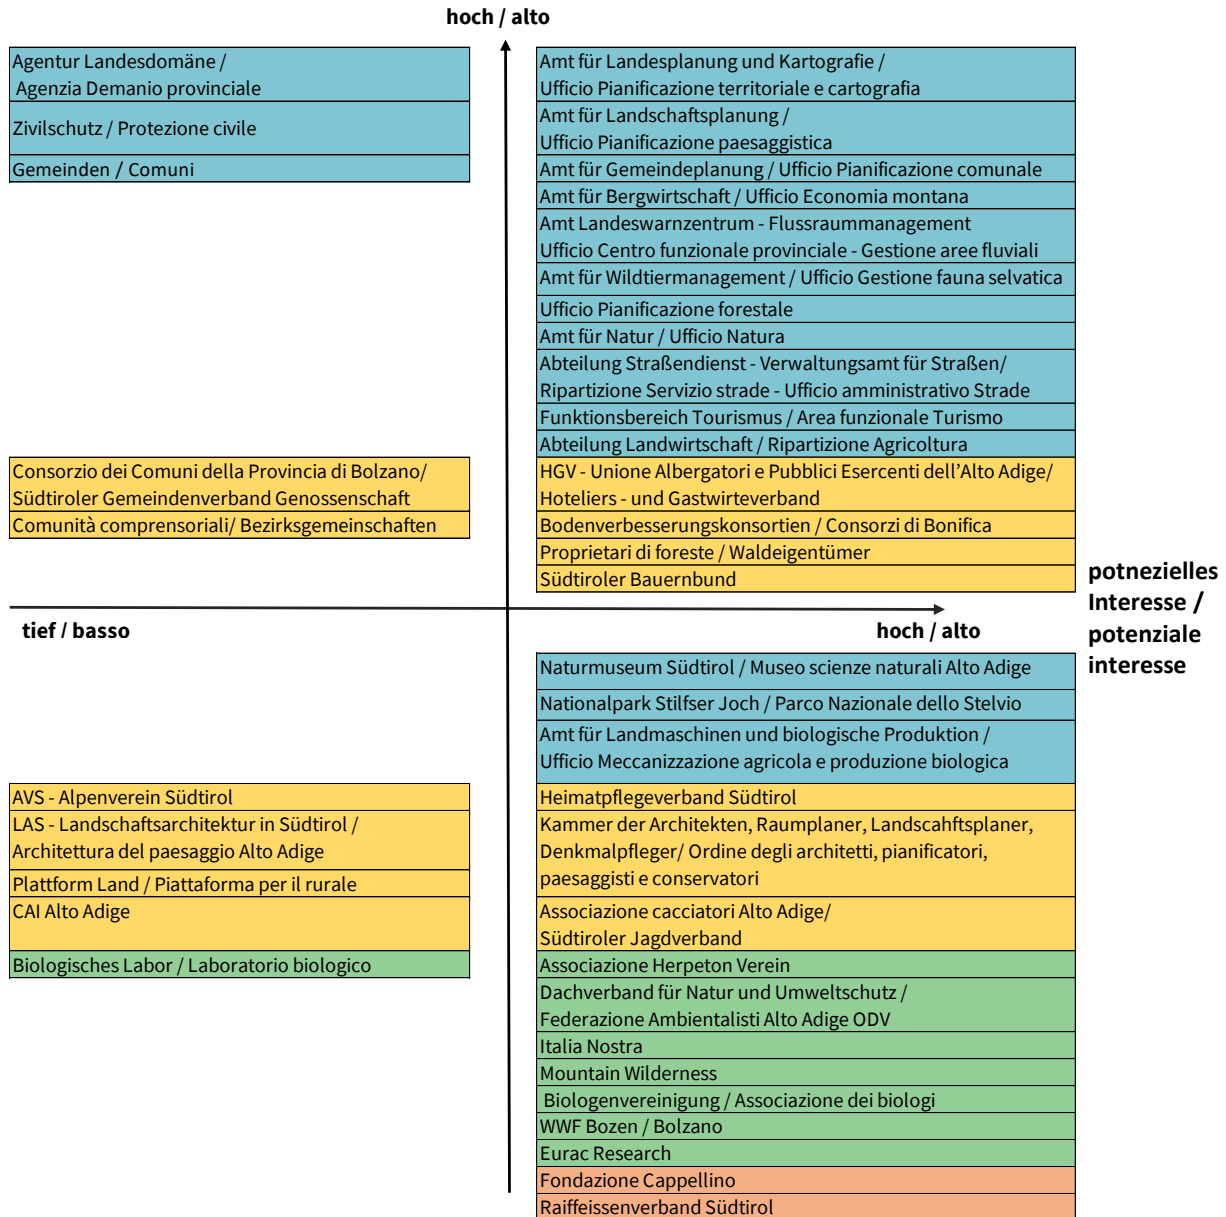 hoch / alto
Agentur Landesdomäne /
Agenzia Demanio provinciale
Zivilschutz / Protezione civile
Gemeinden / Comuni
Amt für Landesplanung und Kartografie /
Ufficio Pianificazione territoriale e cartografia
Amt für Landschaftsplanung /
Ufficio Pianificazione paesaggistica
Amt für Gemeindeplanung / Ufficio Pianificazione comunale
Amt für Bergwirtschaft / Ufficio Economia montana
Amt Landeswarnzentrum - Flussraummanagement
Ufficio Centro funzionale provinciale - Gestione aree fluviali
Amt für Wildtiermanagement / Ufficio Gestione fauna selvatica
Ufficio Pianificazione forestale
Amt für Natur / Ufficio Natura
Abteilung Straßendienst - Verwaltungsamt für Straßen/
Ripartizione Servizio strade - Ufficio amministrativo Strade
Funktionsbereich Tourismus / Area funzionale Turismo
Abteilung Landwirtschaft / Ripartizione Agricoltura
Consorzio dei Comuni della Provincia di Bolzano/
Südtiroler Gemeindenverband Genossenschaft
Comunità comprensoriali/ Bezirksgemeinschaften
HGV - Unione Albergatori e Pubblici Esercenti dell'Alto Adige/
Hoteliers - und Gastwirteverband
Bodenverbesserungskonsortien / Consorzi di Bonifica
Proprietari di foreste / Waldeigentümer
Südtiroler Bauernbund
potnezielles
Interesse /
potenziale
interesse
tief / basso
hoch / alto
Naturmuseum Südtirol / Museo scienze naturali Alto Adige
Nationalpark Stilfser Joch / Parco Nazionale dello Stelvio
Amt für Landmaschinen und biologische Produktion /
Ufficio Meccanizzazione agricola e produzione biologica
AVS - Alpenverein Südtirol
LAS - Landschaftsarchitektur in Südtirol /
Architettura del paesaggio Alto Adige
Plattform Land / Piattaforma per il rurale
CAI Alto Adige
Biologisches Labor / Laboratorio biologico
Heimatpflegeverband Südtirol
Kammer der Architekten, Raumplaner, Landscahftsplaner,
Denkmalpfleger/ Ordine degli architetti, pianificatori,
paesaggisti e conservatori
Associazione cacciatori Alto Adige/
Südtiroler Jagdverband
Associazione Herpeton Verein
Dachverband für Natur und Umweltschutz /
Federazione Ambientalisti Alto Adige ODV
Italia Nostra
Mountain Wilderness
Biologenvereinigung / Associazione dei biologi
WWF Bozen / Bolzano
Eurac Research
Fondazione Cappellino
Raiffeissenverband Südtirol